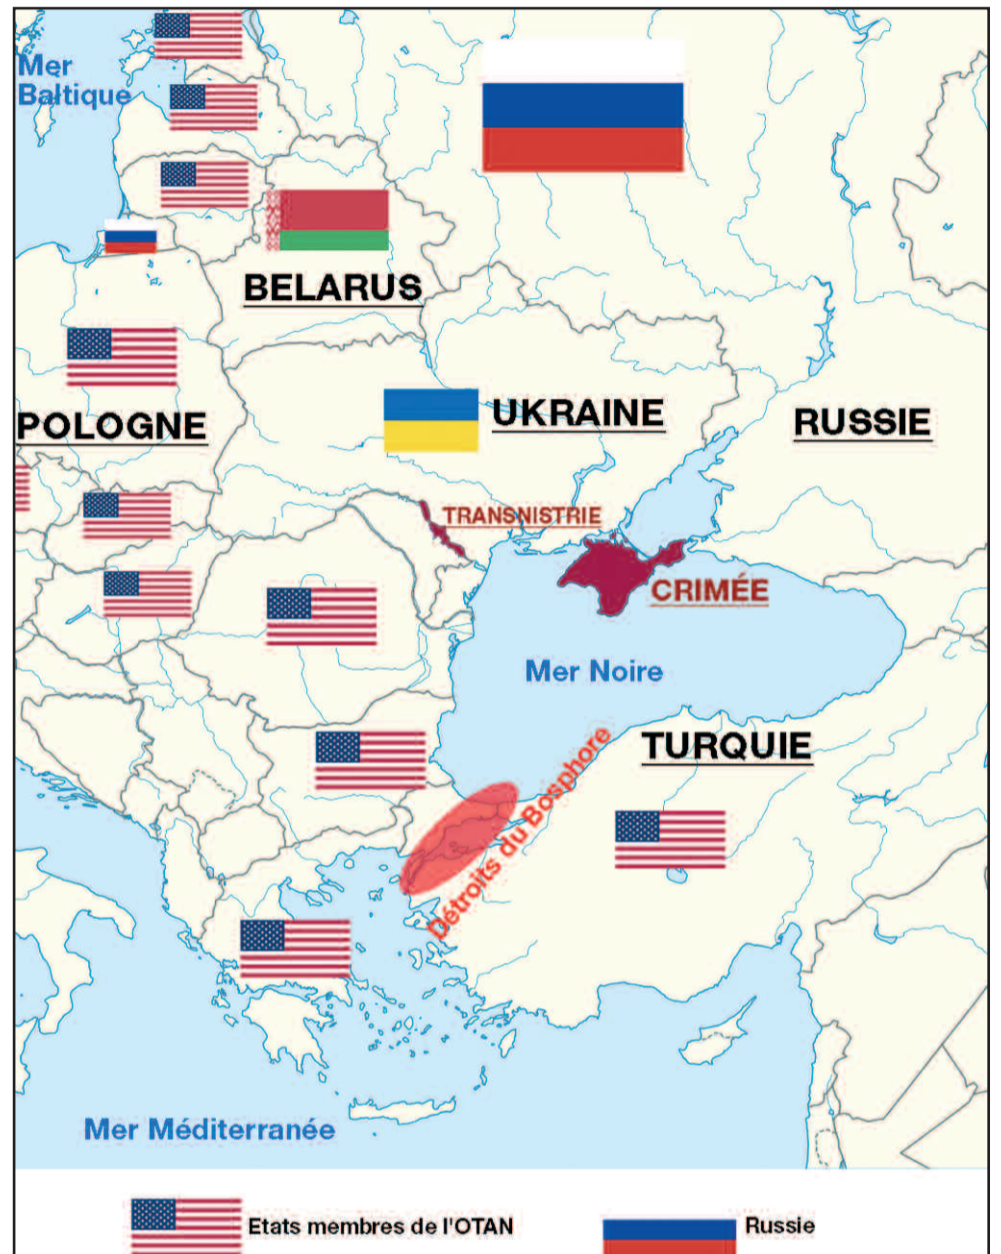 Mer
Baltique
BELARUS
POLOGNE
UKRAINE
RUSSIE
TRANSNISTRIE
CRIMÉE
Mer Noire
TURQUIE
Détroits du Bosphore
Mer Méditerranée
Etats membres de l'OTAN
Russie